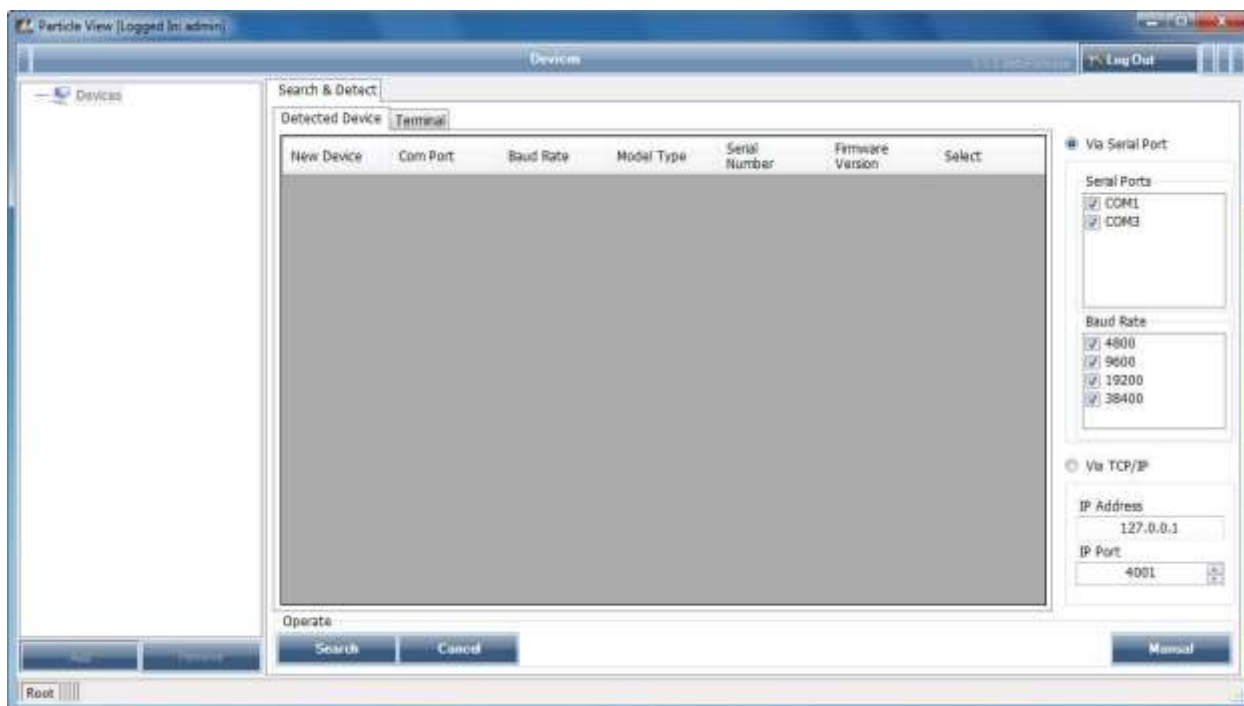 Particle View [Logged In: admin]
Devices
Log Out
Devices
Search & Detect
Detected Device
Terminal
New Device
Com Port
Baud Rate
Model Type
Serial
Number
Firmware
Version
Select
Via Serial Port
Serial Ports
COM1
COM3
Baud Rate
4800
9600
19200
38400
Via TCP/IP
IP Address
127.0.0.1
IP Port
4001
Operate
Search
Cancel
Manual
Root